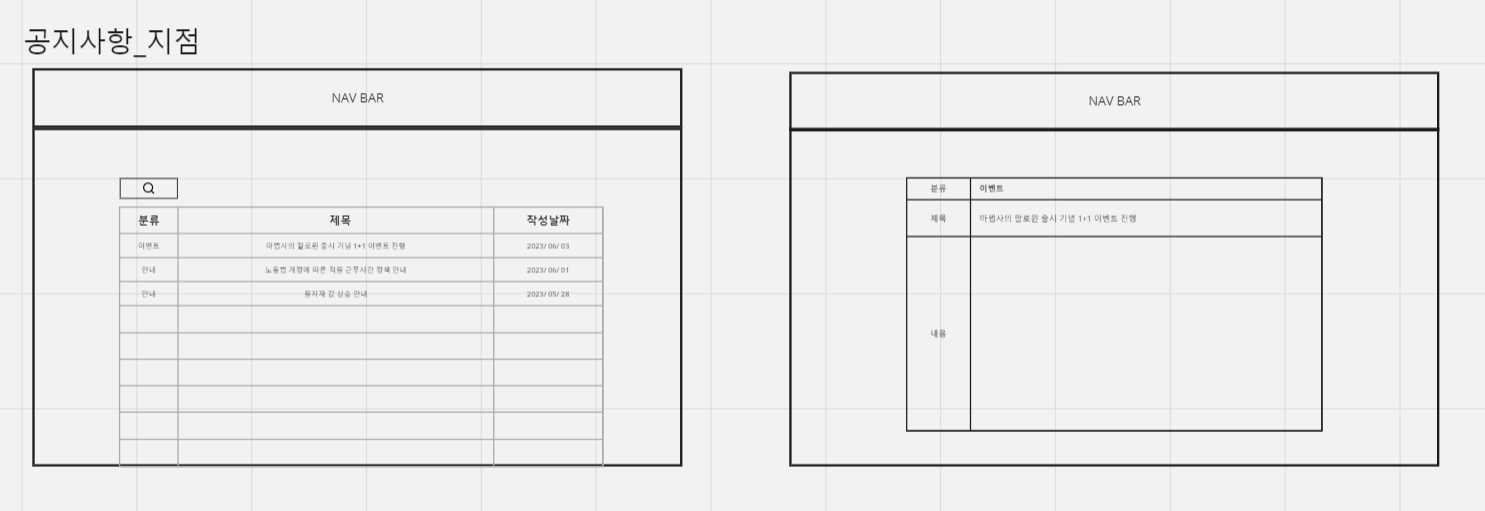 공지사항_지점
NAV BAR
분류 제목 작성날짜
이벤트 마법사의 할로윈 출시 기념 1+1 이벤트 진행 2023/ 06/ 03
안내 노동법 개정에 따른 직원 근무시간 정책 안내 2023/ 06/ 01
안내 원자재 값 상승 안내 2023/ 05/ 28
NAV BAR
분류 이벤트
제목 마법사의 할로윈 출시 기념 1+1 이벤트 진행
내용